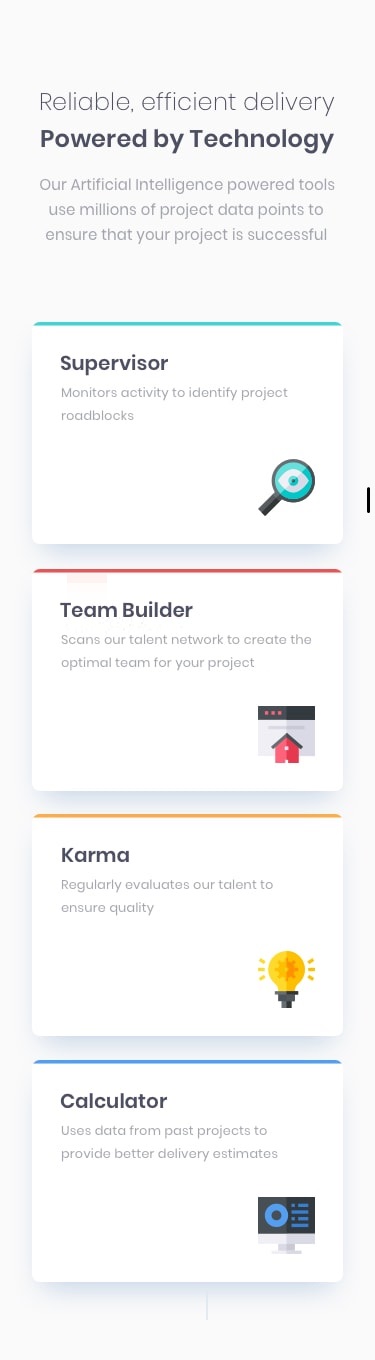 Reliable, efficient delivery
Powered by Technology
Our Artificial Intelligence powered tools
use millions of project data points to
ensure that your project is successful
Supervisor
Monitors activity to identify project
roadblocks
Team Builder
Scans our talent network to create the
optimal team for your project
Karma
Regularly evaluates our talent to
ensure quality
Calculator
Uses data from past projects to
provide better delivery estimates